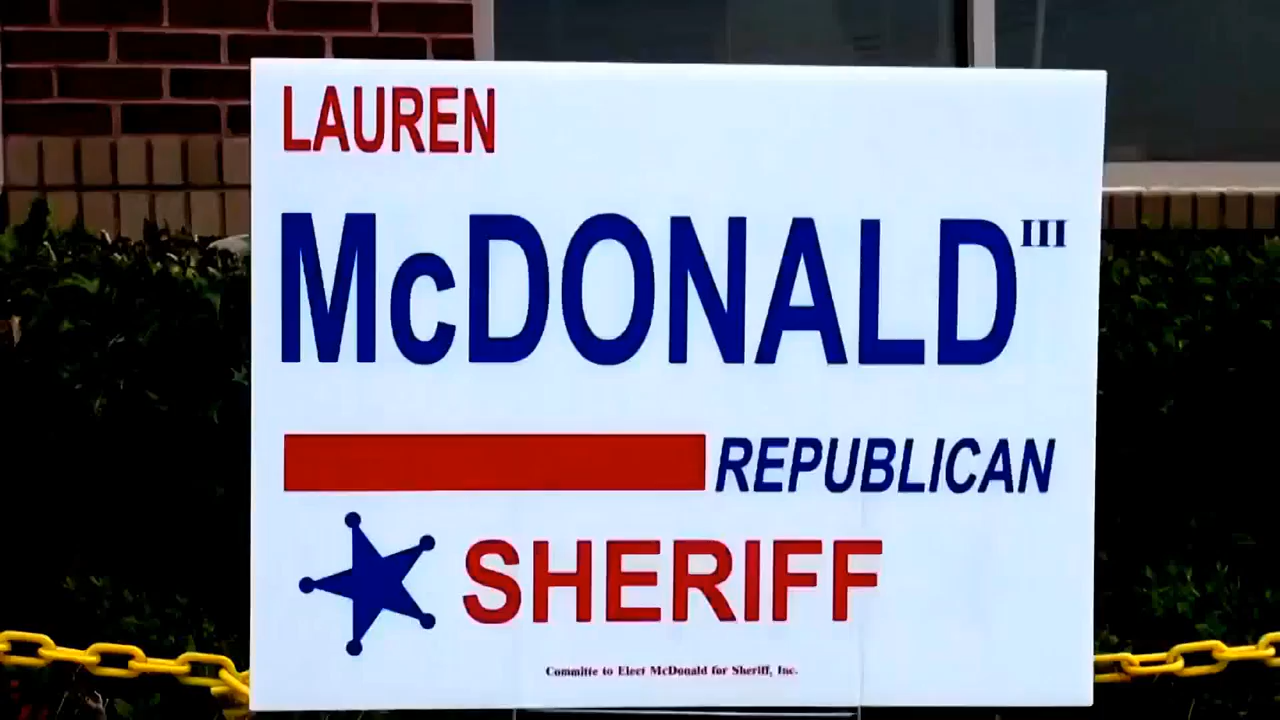 LAUREN
McDONALD III
REPUBLICAN
SHERIFF
Committe to Elect McDonald for Sheriff, Inc.